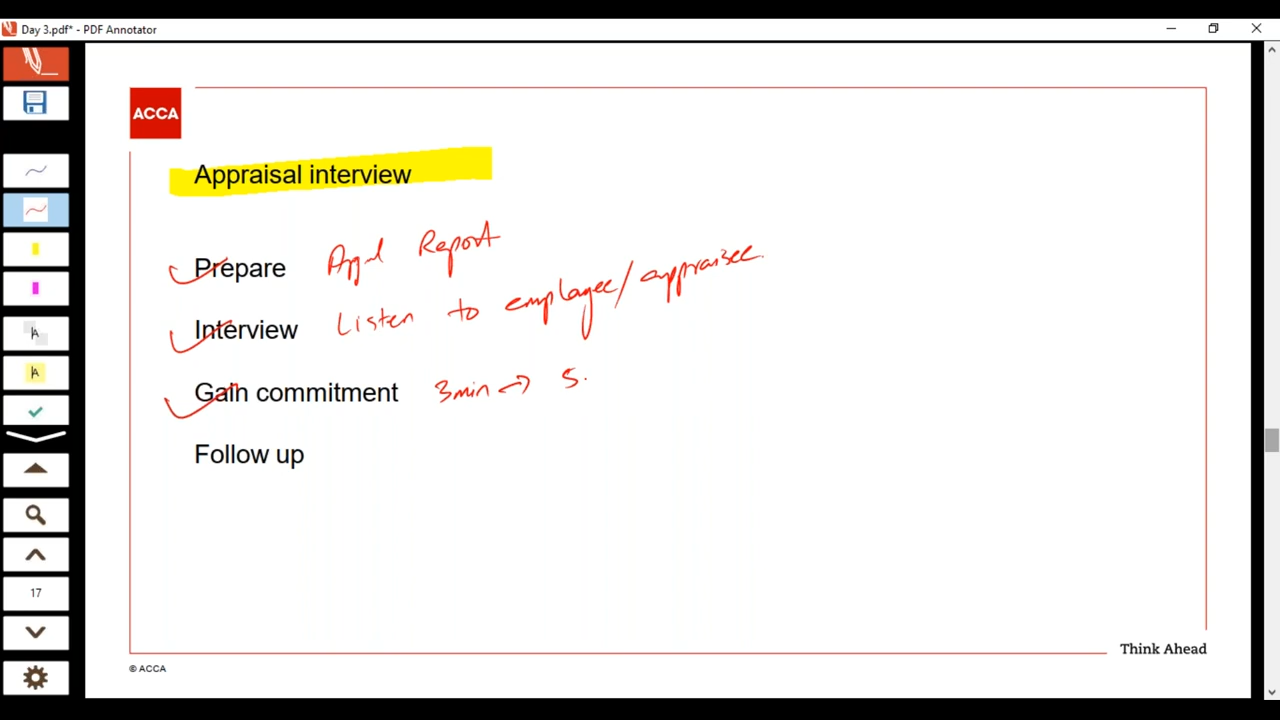 Day 3.pdf* - PDF Annotator
ACCA
Appraisal interview
Prepare Report
Interview Listen to employee/appraisee.
Gain commitment 3min → 5.
Follow up
A
A
17
Think Ahead
© ACCA